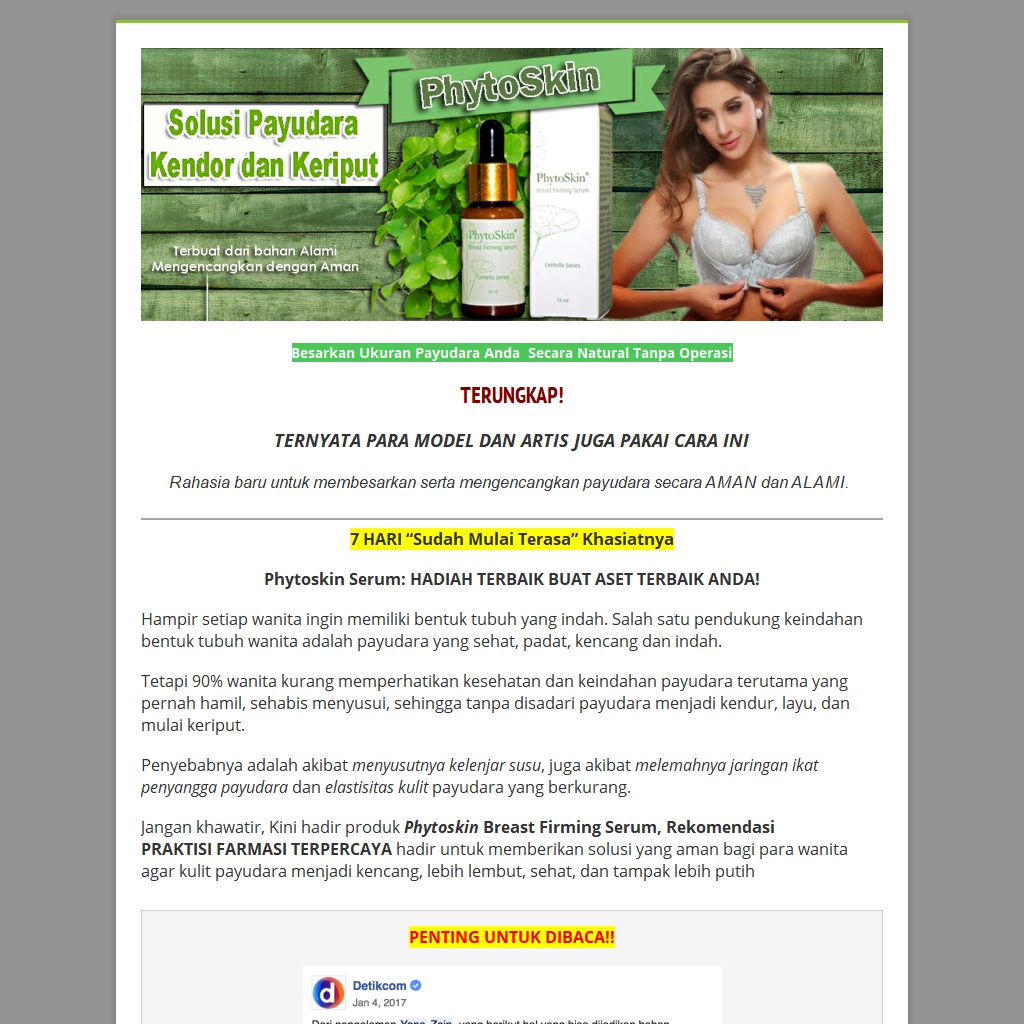 PhytoSkin
Solusi Payudara
Kendor dan Keriput
PhytoSkin®
Breast Firming Serum
Centella Series
18 ml
PhytoSkin®
Breast Firming Serum
Centella Series
18 ml
Terbuat dari bahan Alami
Mengencangkan dengan Aman
Besarkan Ukuran Payudara Anda  Secara Natural Tanpa Operasi
TERUNGKAP!
TERNYATA PARA MODEL DAN ARTIS JUGA PAKAI CARA INI
Rahasia baru untuk membesarkan serta mengencangkan payudara secara AMAN dan ALAMI.
7 HARI “Sudah Mulai Terasa” Khasiatnya
Phytoskin Serum: HADIAH TERBAIK BUAT ASET TERBAIK ANDA!
Hampir setiap wanita ingin memiliki bentuk tubuh yang indah. Salah satu pendukung keindahan
bentuk tubuh wanita adalah payudara yang sehat, padat, kencang dan indah.
Tetapi 90% wanita kurang memperhatikan kesehatan dan keindahan payudara terutama yang
pernah hamil, sehabis menyusui, sehingga tanpa disadari payudara menjadi kendur, layu, dan
mulai keriput.
Penyebabnya adalah akibat menyusutnya kelenjar susu, juga akibat melemahnya jaringan ikat
penyangga payudara dan elastisitas kulit payudara yang berkurang.
Jangan khawatir, Kini hadir produk Phytoskin Breast Firming Serum, Rekomendasi
PRAKTISI FARMASI TERPERCAYA hadir untuk memberikan solusi yang aman bagi para wanita
agar kulit payudara menjadi kencang, lebih lembut, sehat, dan tampak lebih putih
PENTING UNTUK DIBACA!!
d
Detikcom
Jan 4, 2017